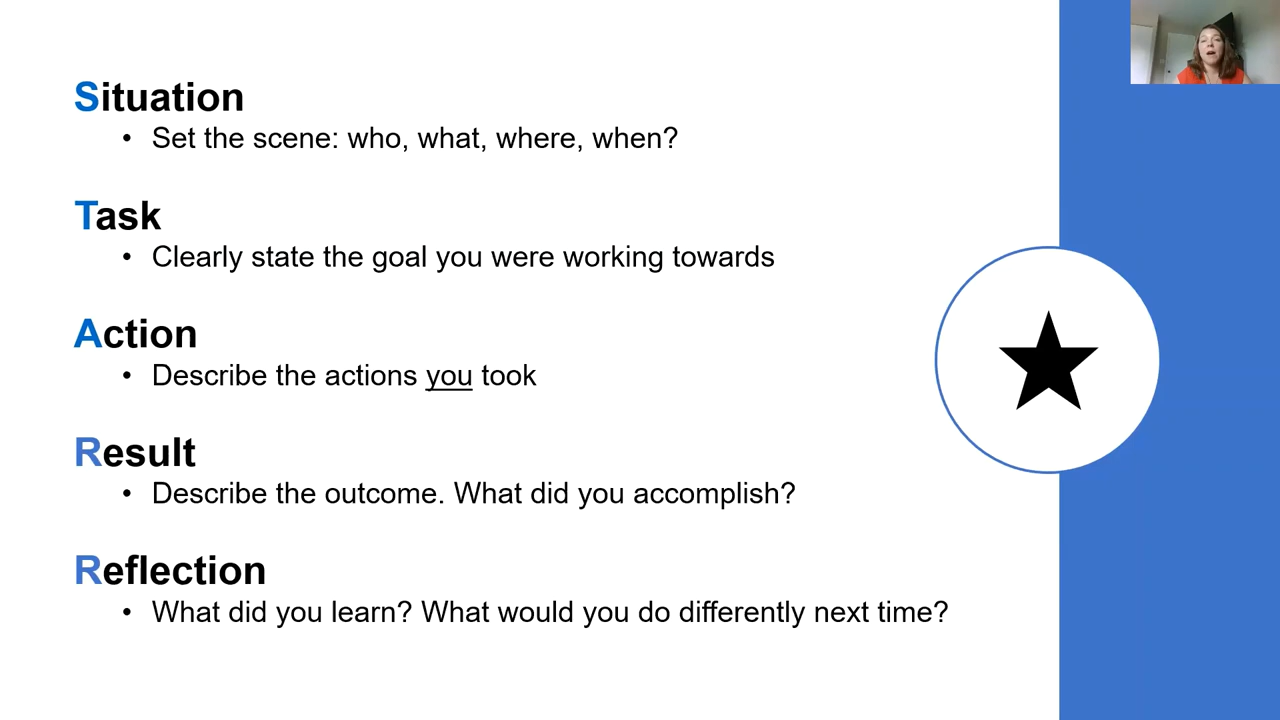 Situation
• Set the scene: who, what, where, when?
Task
• Clearly state the goal you were working towards
Action
• Describe the actions you took
Result
• Describe the outcome. What did you accomplish?
Reflection
• What did you learn? What would you do differently next time?